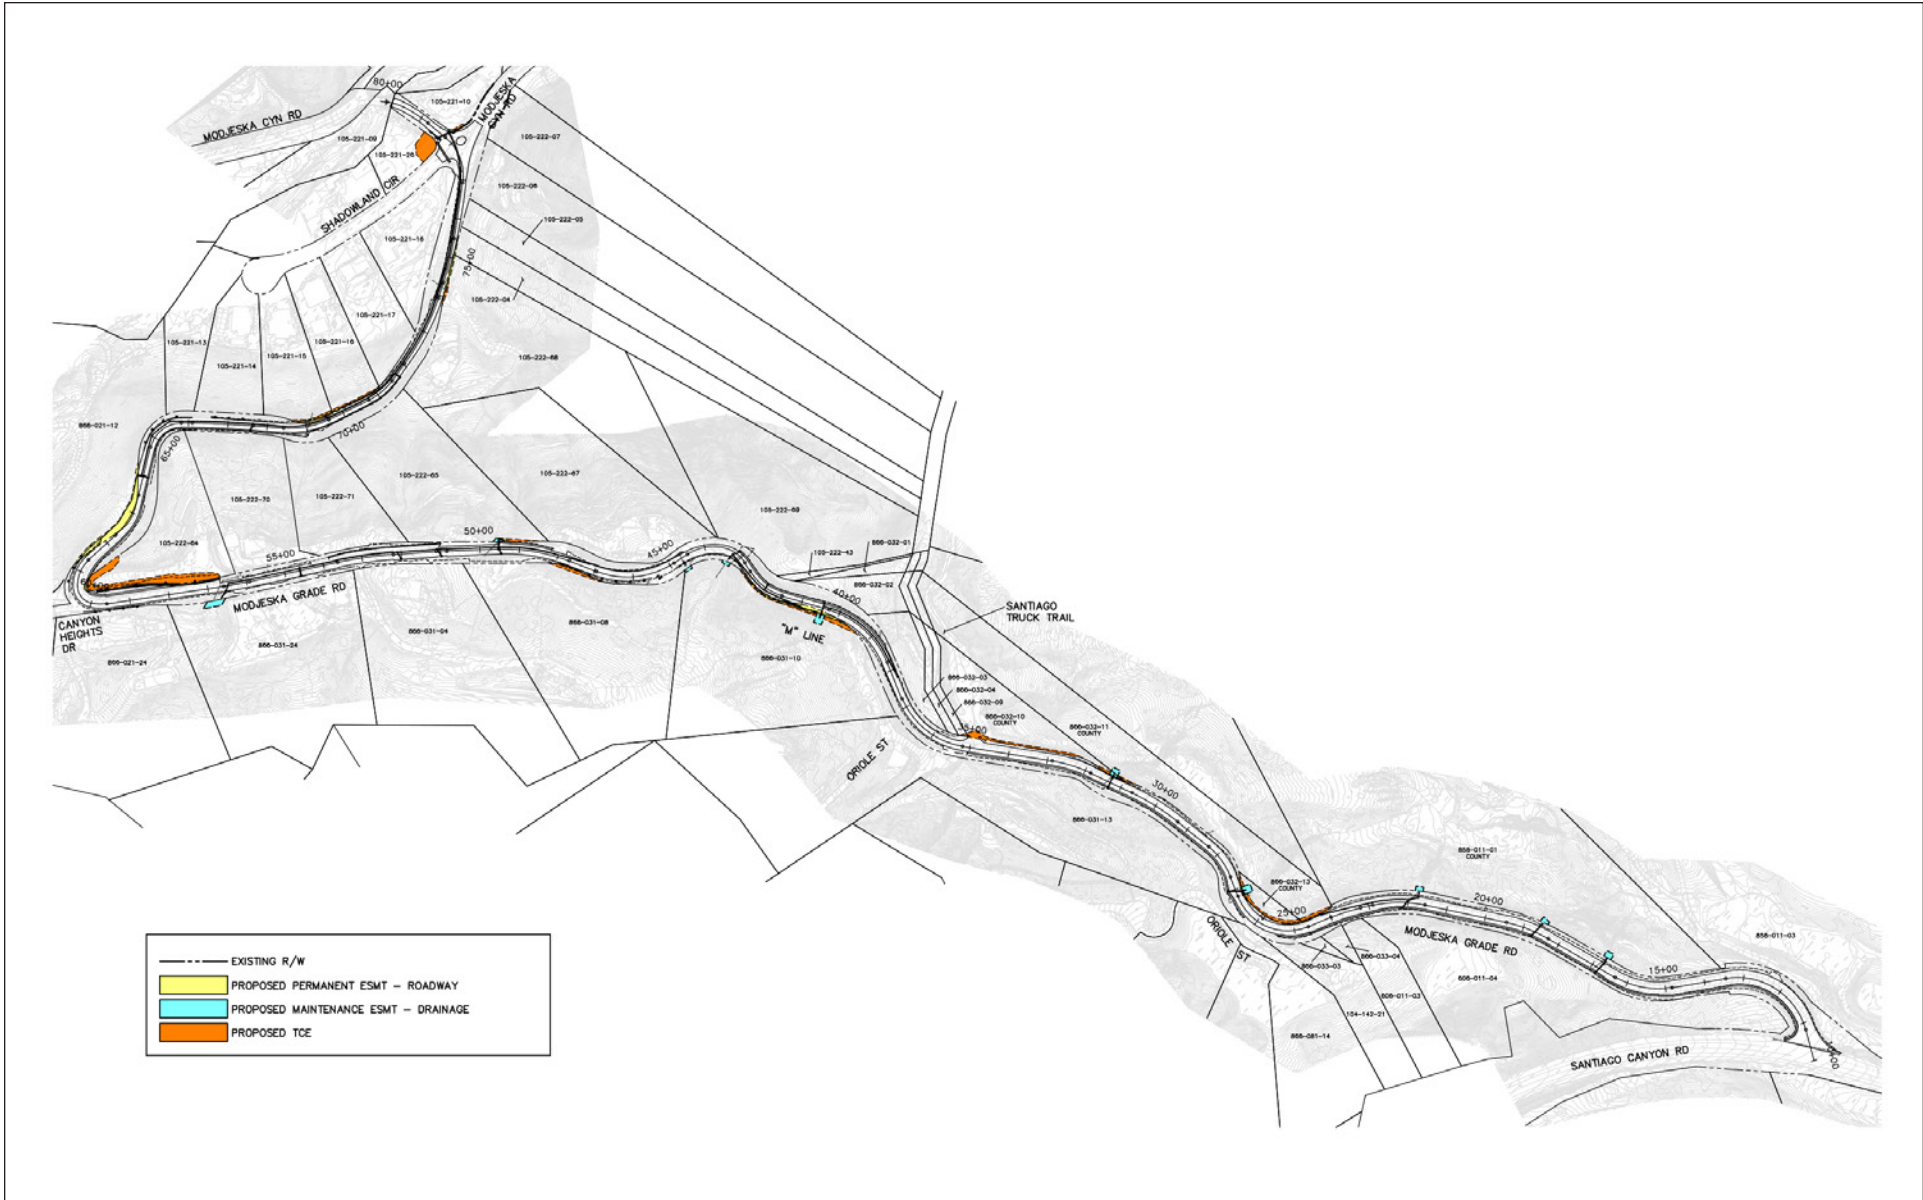 80+00
MODJESKA CYN RD
105-221-10
MODJESKA
CYN RD
105-221-09
105-221-26
105-222-07
105-222-06
SHADOWLAND CIR
105-222-05
105-221-18
75+00
105-222-04
105-221-17
105-221-13
105-221-16
105-221-15
105-221-14
105-222-68
866-021-12
70+00
65+00
105-222-65
105-222-67
105-222-70
105-222-71
105-222-69
105-222-64
50+00
55+00
45+00
866-032-01
105-222-43
866-032-02
40+00
MODJESKA GRADE RD
SANTIAGO
TRUCK TRAIL
CANYON
HEIGHTS
DR
"M" LINE
866-031-08
866-031-04
866-031-04
866-021-24
866-031-10
866-032-03
866-032-04
866-032-09
866-032-10
COUNTY
35+00
866-032-11
COUNTY
ORIOLE ST
30+00
866-031-13
858-011-01
COUNTY
866-032-12
COUNTY
25+00
20+00
ORIOLE ST
MODJESKA GRADE RD
858-011-03
866-033-03
866-033-04
606-011-04
15+00
606-011-03
104-142-21
866-081-14
10+00
SANTIAGO CANYON RD
EXISTING R/W
PROPOSED PERMANENT ESMT - ROADWAY
PROPOSED MAINTENANCE ESMT - DRAINAGE
PROPOSED TCE